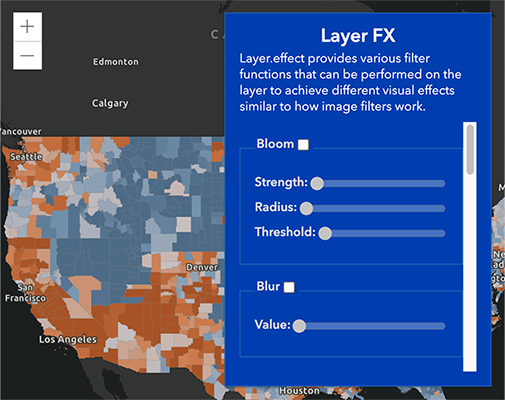 +
−
C A
Edmonton
Calgary
Vancouver
Seattle
Denver
San
Francisco
Los Angeles
Houston
Layer FX
Layer.effect provides various filter
functions that can be performed on the
layer to achieve different visual effects
similar to how image filters work.
Bloom
Strength:
Radius:
Threshold:
Blur
Value: